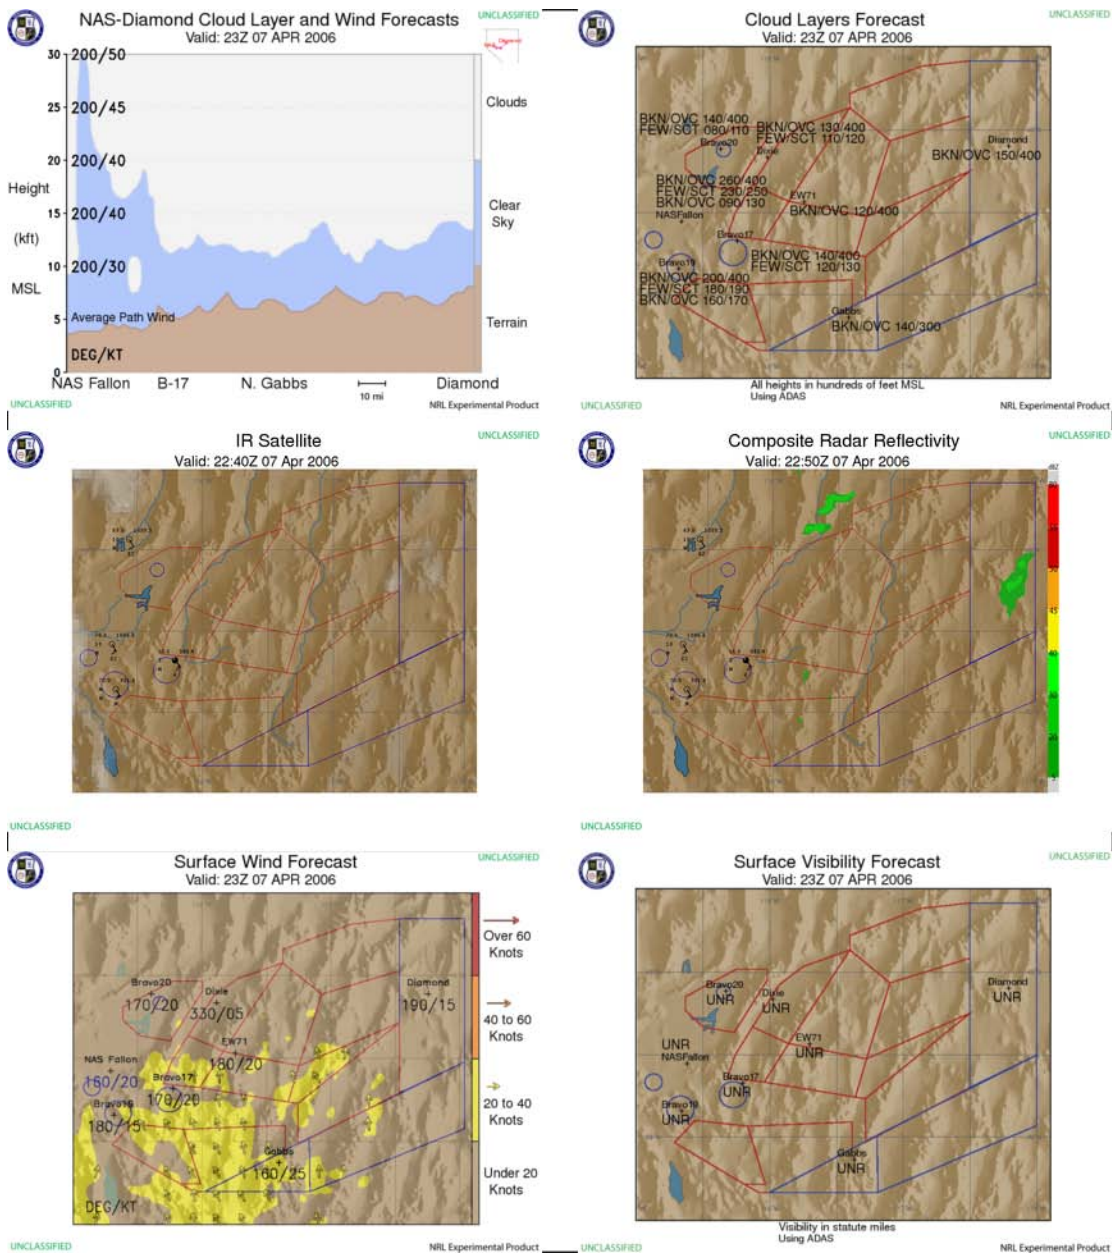 NAS-Diamond Cloud Layer and Wind Forecasts
UNCLASSIFIED
Valid: 23Z 07 APR 2006
30
200/50
25
200/45
Clouds
20
200/40
Height
Clear
Sky
15
200/40
(kft)
10
200/30
MSL
5
Average Path Wind
Terrain
DEG/KT
0
NAS Fallon
B-17
N. Gabbs
10 mi
Diamond
UNCLASSIFIED
NRL Experimental Product
Cloud Layers Forecast
UNCLASSIFIED
Valid: 23Z 07 APR 2006
BKN/OVC 140/400
FEW/SCT 080/110
Bravo20
BKN/OVC 130/400
FEW/SCT 110/120
Dixie
Diamond
BKN/OVC 150/400
BKN/OVC 260/400
FEW/SCT 230/250
BKN/OVC 090/130
NASFallon
EW71
BKN/OVC 120/400
Bravo17
BKN/OVC 140/400
FEW/SCT 120/130
Bravo19
BKN/OVC 200/400
FEW/SCT 180/190
BKN/OVC 160/170
Gabbs
BKN/OVC 140/300
All heights in hundreds of feet MSL
Using ADAS
UNCLASSIFIED
NRL Experimental Product
IR Satellite
UNCLASSIFIED
Valid: 22:40Z 07 Apr 2006
UNCLASSIFIED
Composite Radar Reflectivity
UNCLASSIFIED
Valid: 22:50Z 07 Apr 2006
UNCLASSIFIED
Surface Wind Forecast
UNCLASSIFIED
Valid: 23Z 07 APR 2006
Over 60
Knots
40 to 60
Knots
20 to 40
Knots
Under 20
Knots
Bravo20
170/20
Dixie
330/05
Diamond
190/15
EW71
180/20
NAS Fallon
160/20
Bravo17
170/20
Bravo19
180/15
Gabbs
160/25
DEG/KT
UNCLASSIFIED
NRL Experimental Product
Surface Visibility Forecast
UNCLASSIFIED
Valid: 23Z 07 APR 2006
Bravo20
UNR
Dixie
UNR
Diamond
UNR
EW71
UNR
UNR
NASFallon
Bravo17
UNR
Bravo19
UNR
Gabbs
UNR
Visibility in statute miles
Using ADAS
UNCLASSIFIED
NRL Experimental Product